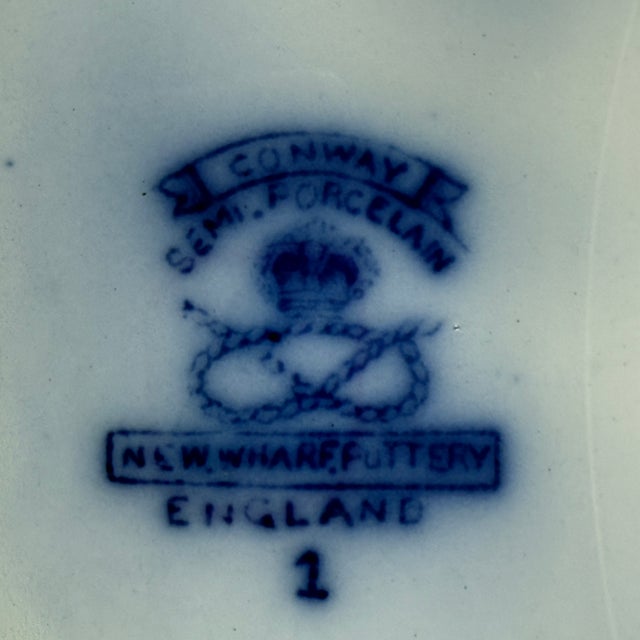 CONWAY
SEMI. PORCELAIN
NEW. WHARF. POTTERY
ENGLAND
1